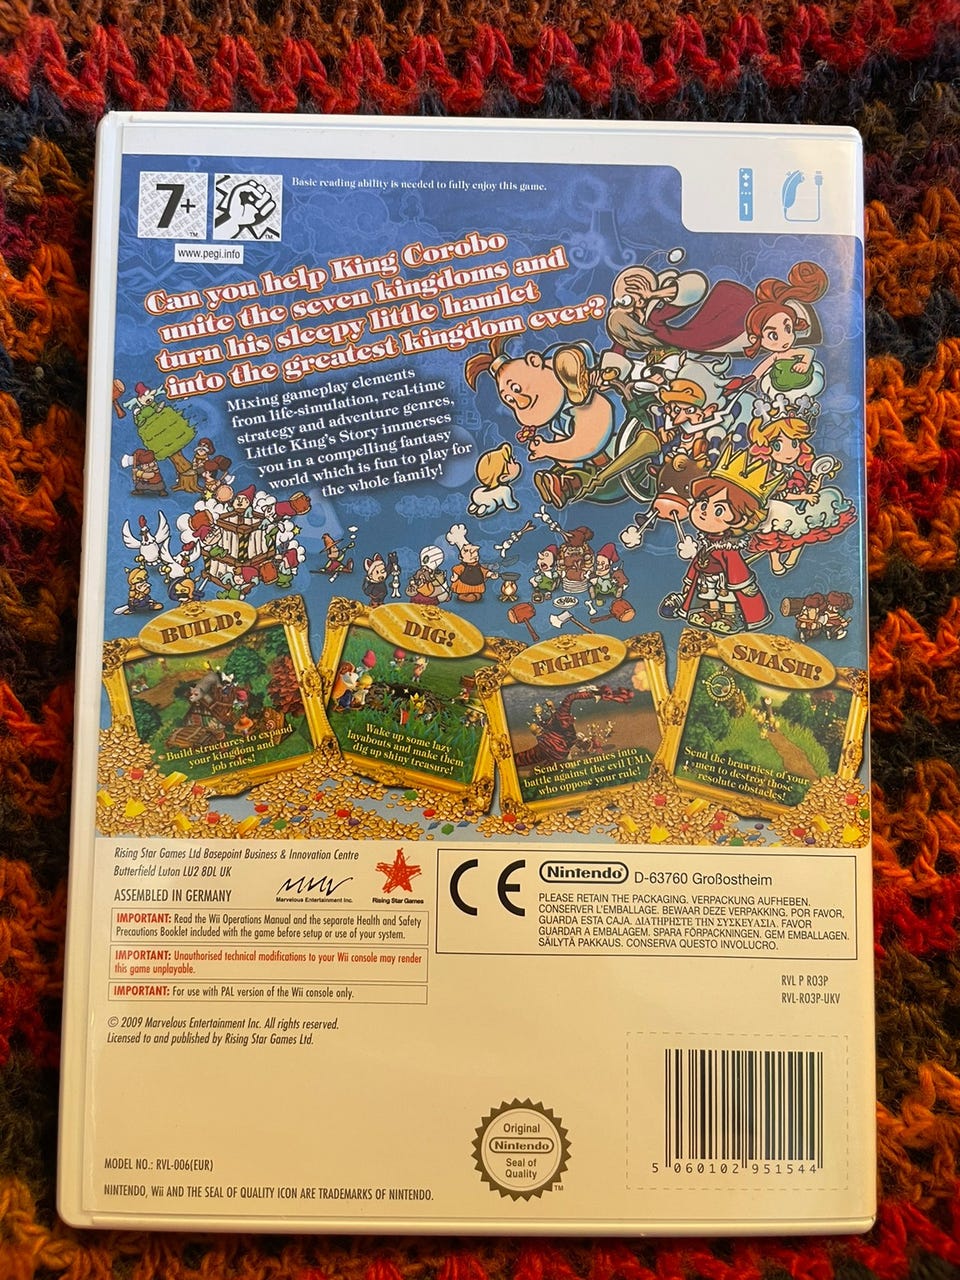 7+
TM
TM
Basic reading ability is needed to fully enjoy this game.
www.pegi.info
1
Can you help King Corobo
unite the seven kingdoms and
turn his sleepy little hamlet
into the greatest kingdom ever?
Mixing gameplay elements
from life-simulation, real-time
strategy and adventure genres,
Little King's Story immerses
you in a compelling fantasy
world which is fun to play for
the whole family!
BUILD!
Build structures to expand
your kingdom and
job roles!
DIG!
Wake up some lazy
layabouts and make them
dig up shiny treasure!
FIGHT!
Send your armies into
battle against the evil UMA
who oppose your rule!
SMASH!
Send the brawniest of your
men to destroy those
resolute obstacles!
Rising Star Games Ltd Basepoint Business & Innovation Centre
Butterfield Luton LU2 8DL UK
ASSEMBLED IN GERMANY
Marvelous Entertainment Inc.
Rising Star Games
IMPORTANT: Read the Wii Operations Manual and the separate Health and Safety
Precautions Booklet included with the game before setup or use of your system.
IMPORTANT: Unauthorised technical modifications to your Wii console may render
this game unplayable.
IMPORTANT: For use with PAL version of the Wii console only.
CE
Nintendo D-63760 Großostheim
PLEASE RETAIN THE PACKAGING. VERPACKUNG AUFHEBEN.
CONSERVER L'EMBALLAGE. BEWAAR DEZE VERPAKKING. POR FAVOR,
GUARDA ESTA CAJA. ΔΙΑΤΗΡΗΣΤΕ ΤΗΝ ΣΥΣΚΕΥΑΣΙΑ. FAVOR
GUARDAR A EMBALAGEM. SPARA FÖRPACKNINGEN. GEM EMBALLAGEN.
SÄILYTÄ PAKKAUS. CONSERVA QUESTO INVOLUCRO.
RVL P R03P
RVL-R03P-UKV
© 2009 Marvelous Entertainment Inc. All rights reserved.
Licensed to and published by Rising Star Games Ltd.
Original
Nintendo
Seal of
Quality
TM
5 060102 951544
MODEL NO.: RVL-006(EUR)
NINTENDO, Wii AND THE SEAL OF QUALITY ICON ARE TRADEMARKS OF NINTENDO.